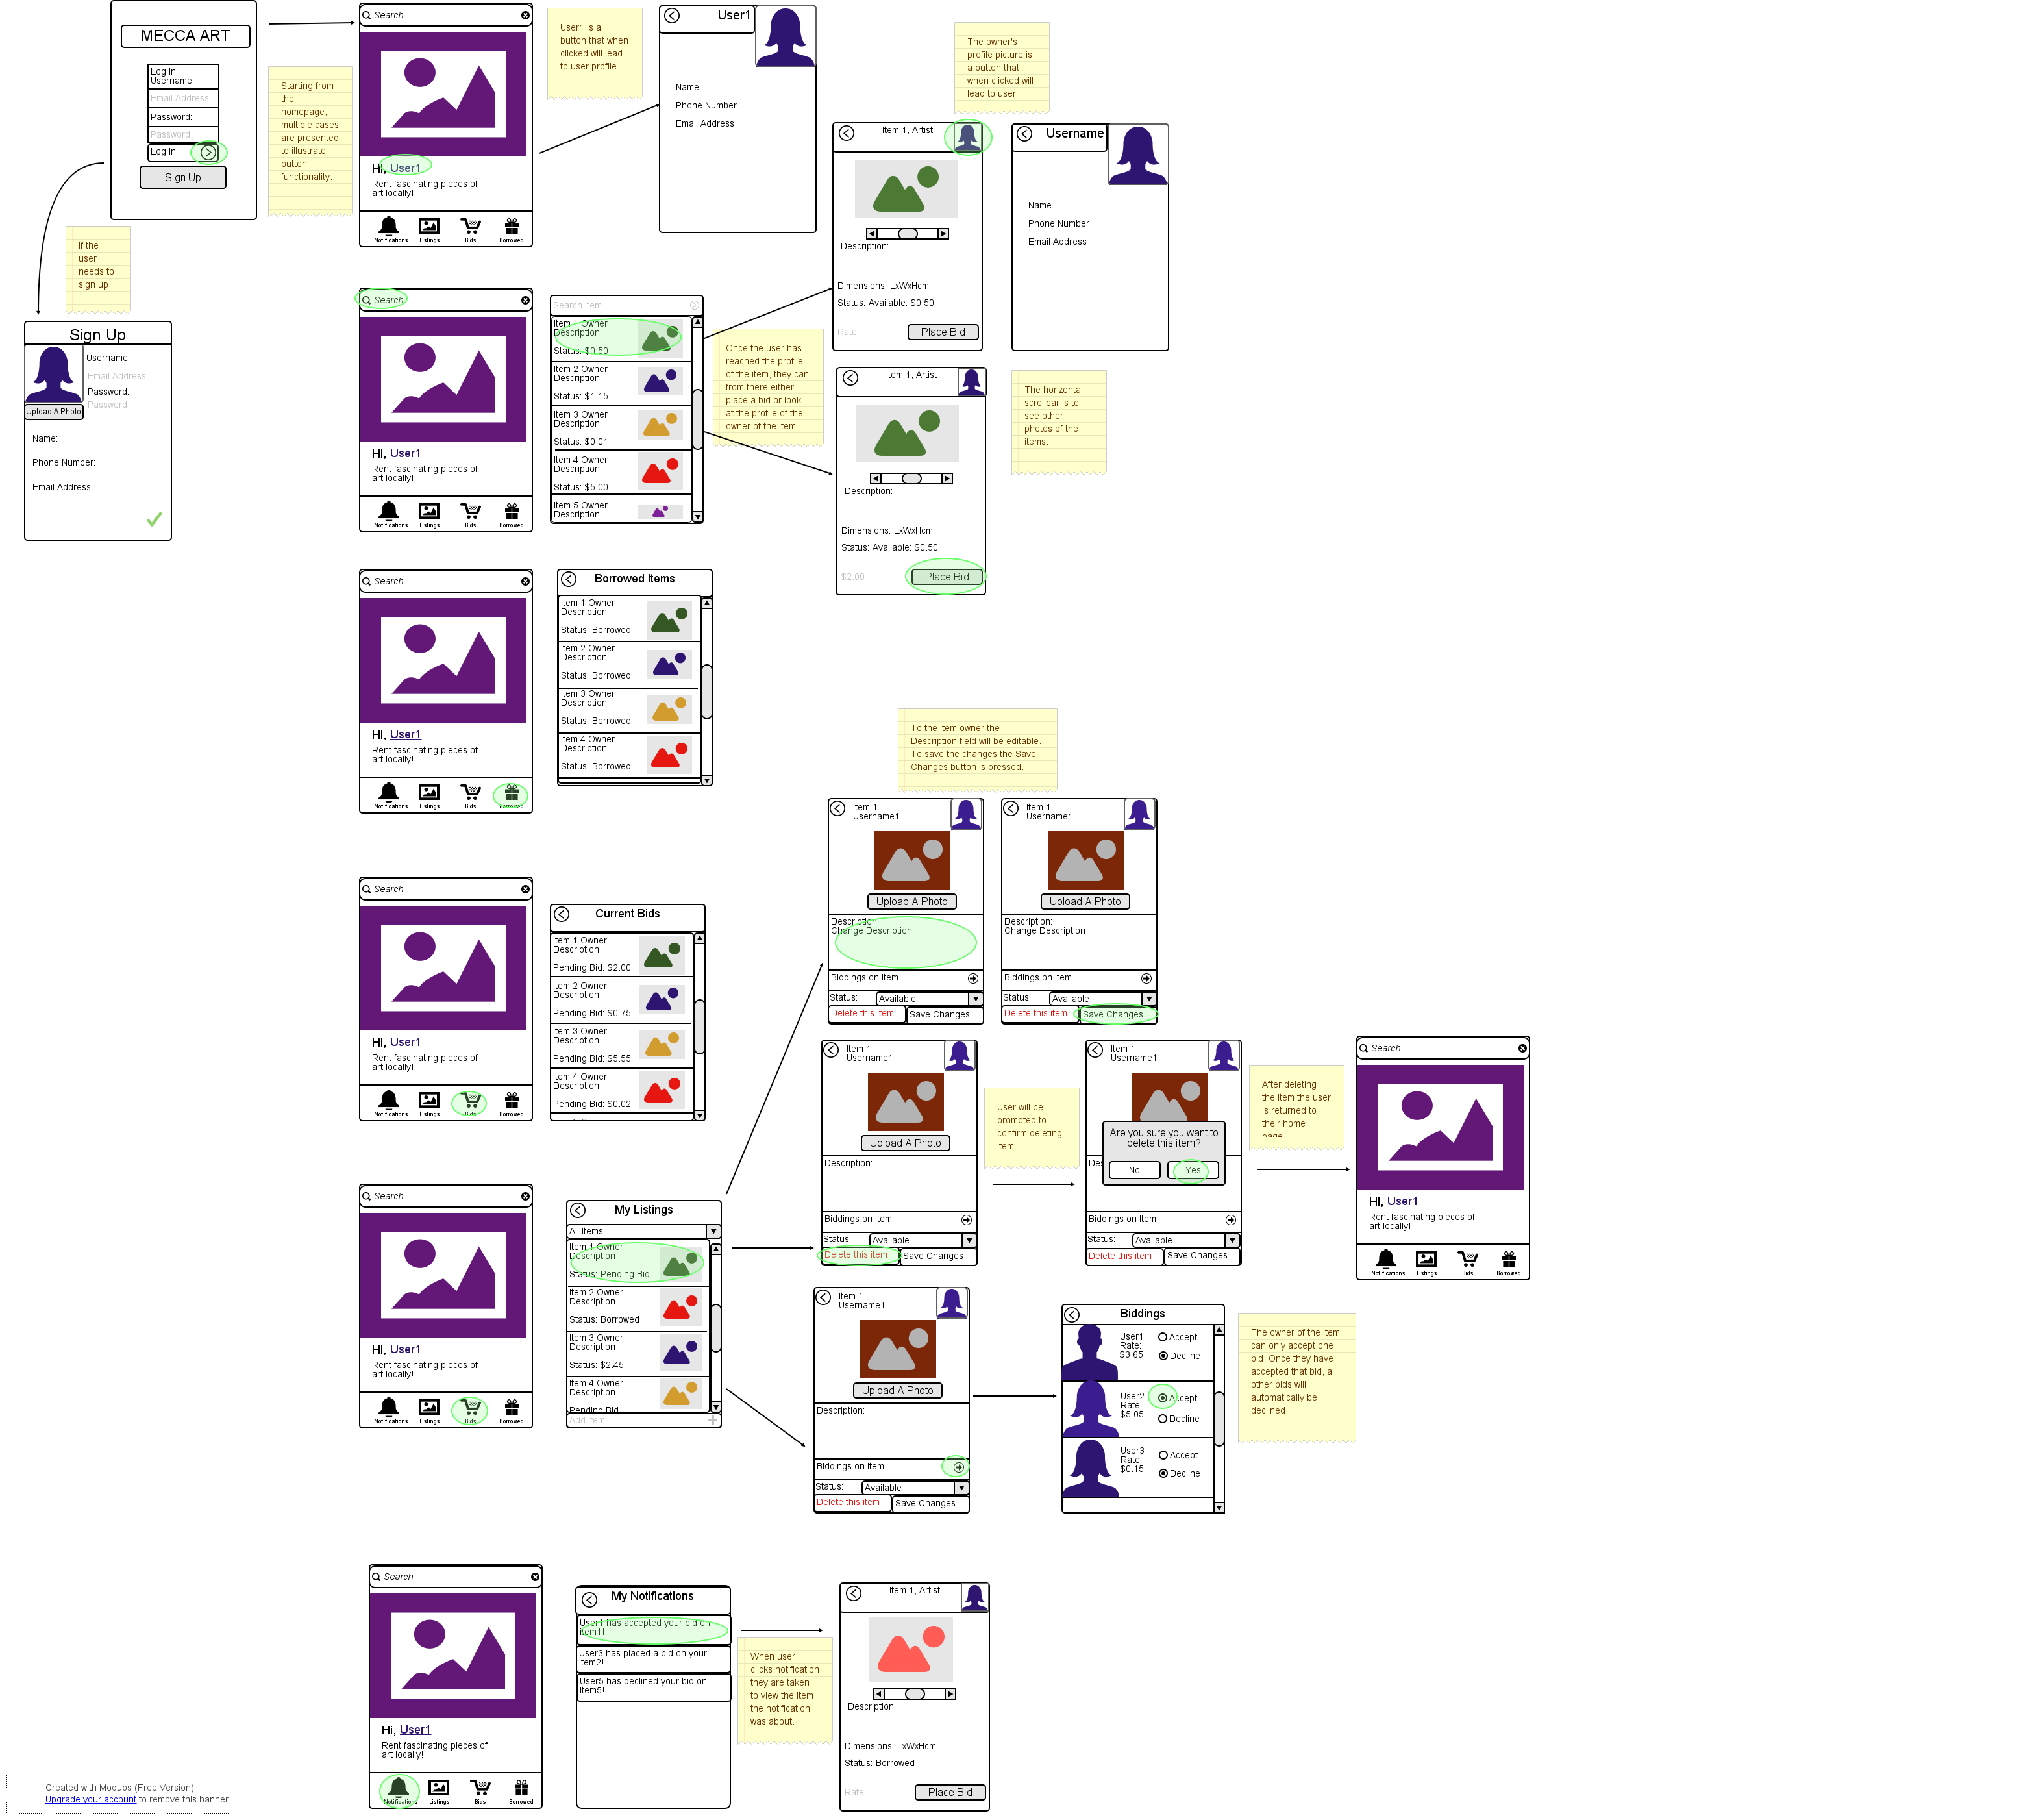 MECCA ART
Log In
Username:
Email Address
Password:
Password
Log In
Sign Up
Starting from
the
homepage,
multiple cases
are presented
to illustrate
button
functionality.
Search
Hi, User1
Rent fascinating pieces of
art locally!
Notifications
Listings
Bids
Borrowed
User1 is a
button that when
clicked will lead
to user profile
User1
Name
Phone Number
Email Address
The owner's
profile picture is
a button that
when clicked will
lead to user
Item 1, Artist
Description:
Dimensions: LxWxHcm
Status: Available: $0.50
Rate
Place Bid
Username
Name
Phone Number
Email Address
If the
user
needs to
sign up
Sign Up
Username:
Email Address
Password:
Password
Upload A Photo
Name:
Phone Number:
Email Address:
Search
Hi, User1
Rent fascinating pieces of
art locally!
Notifications
Listings
Bids
Borrowed
Search Item
Item 1 Owner
Description
Status: $0.50
Item 2 Owner
Description
Status: $1.15
Item 3 Owner
Description
Status: $0.01
Item 4 Owner
Description
Status: $5.00
Item 5 Owner
Description
Once the user has
reached the profile
of the item, they can
from there either
place a bid or look
at the profile of the
owner of the item.
Item 1, Artist
Description:
Dimensions: LxWxHcm
Status: Available: $0.50
$2.00
Place Bid
The horizontal
scrollbar is to
see other
photos of the
items.
Search
Hi, User1
Rent fascinating pieces of
art locally!
Notifications
Listings
Bids
Borrowed
Borrowed Items
Item 1 Owner
Description
Status: Borrowed
Item 2 Owner
Description
Status: Borrowed
Item 3 Owner
Description
Status: Borrowed
Item 4 Owner
Description
Status: Borrowed
To the item owner the
Description field will be editable.
To save the changes the Save
Changes button is pressed.
Item 1
Username1
Upload A Photo
Description:
Change Description
Biddings on Item
Status:
Available
Delete this item
Save Changes
Item 1
Username1
Upload A Photo
Description:
Change Description
Biddings on Item
Status:
Available
Delete this item
Save Changes
Search
Hi, User1
Rent fascinating pieces of
art locally!
Notifications
Listings
Bids
Borrowed
Current Bids
Item 1 Owner
Description
Pending Bid: $2.00
Item 2 Owner
Description
Pending Bid: $0.75
Item 3 Owner
Description
Pending Bid: $5.55
Item 4 Owner
Description
Pending Bid: $0.02
Item 1
Username1
Upload A Photo
Description:
Biddings on Item
Status:
Available
Delete this item
Save Changes
User will be
prompted to
confirm deleting
item.
Item 1
Username1
Are you sure you want to
delete this item?
No
Yes
Biddings on Item
Status:
Available
Delete this item
Save Changes
After deleting
the item the user
is returned to
their home
page
Search
Hi, User1
Rent fascinating pieces of
art locally!
Notifications
Listings
Bids
Borrowed
Search
Hi, User1
Rent fascinating pieces of
art locally!
Notifications
Listings
Bids
Borrowed
My Listings
All Items
Item 1 Owner
Description
Status: Pending Bid
Item 2 Owner
Description
Status: Borrowed
Item 3 Owner
Description
Status: $2.45
Item 4 Owner
Description
Pending Bid
Add Item
Item 1
Username1
Upload A Photo
Description:
Biddings on Item
Status:
Available
Delete this item
Save Changes
Biddings
User1
Rate:
$3.65
Accept
Decline
User2
Rate:
$5.05
Accept
Decline
User3
Rate:
$0.15
Accept
Decline
The owner of the item
can only accept one
bid. Once they have
accepted that bid, all
other bids will
automatically be
declined.
Search
Hi, User1
Rent fascinating pieces of
art locally!
Notifications
Listings
Bids
Borrowed
My Notifications
User1 has accepted your bid on
item1!
User3 has placed a bid on your
item2!
User5 has declined your bid on
item5!
When user
clicks notification
they are taken
to view the item
the notification
was about.
Item 1, Artist
Description:
Dimensions: LxWxHcm
Status: Borrowed
Rate
Place Bid
Created with Moqups (Free Version)
Upgrade your account to remove this banner